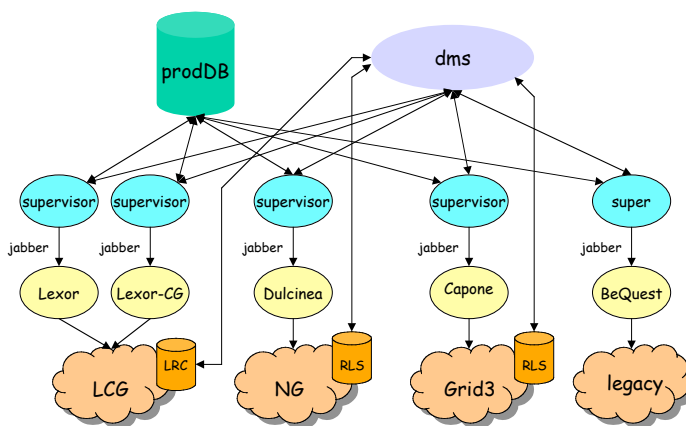 prodDB
dms
supervisor
supervisor
supervisor
supervisor
super
jabber
jabber
jabber
jabber
jabber
Lexor
Lexor-CG
Dulcinea
Capone
BeQuest
LRC
RLS
RLS
LCG
NG
Grid3
legacy